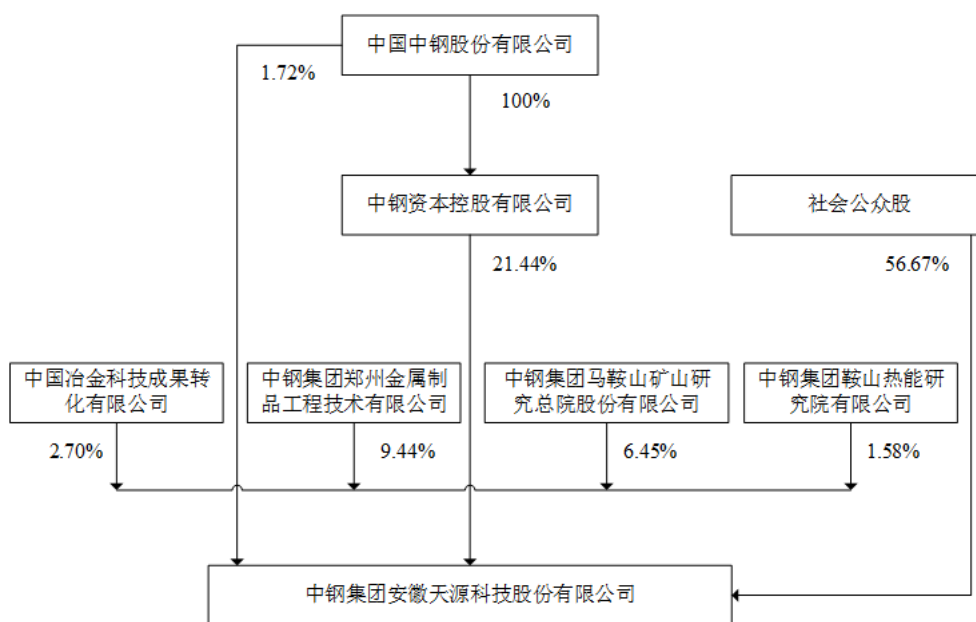 中国中钢股份有限公司
1.72%
100%
中钢资本控股有限公司
社会公众股
21.44%
56.67%
中国冶金科技成果转
化有限公司
中钢集团郑州金属制
品工程技术有限公司
中钢集团马鞍山矿山研
究总院股份有限公司
中钢集团鞍山热能研
究院有限公司
2.70%
9.44%
6.45%
1.58%
中钢集团安徽天源科技股份有限公司